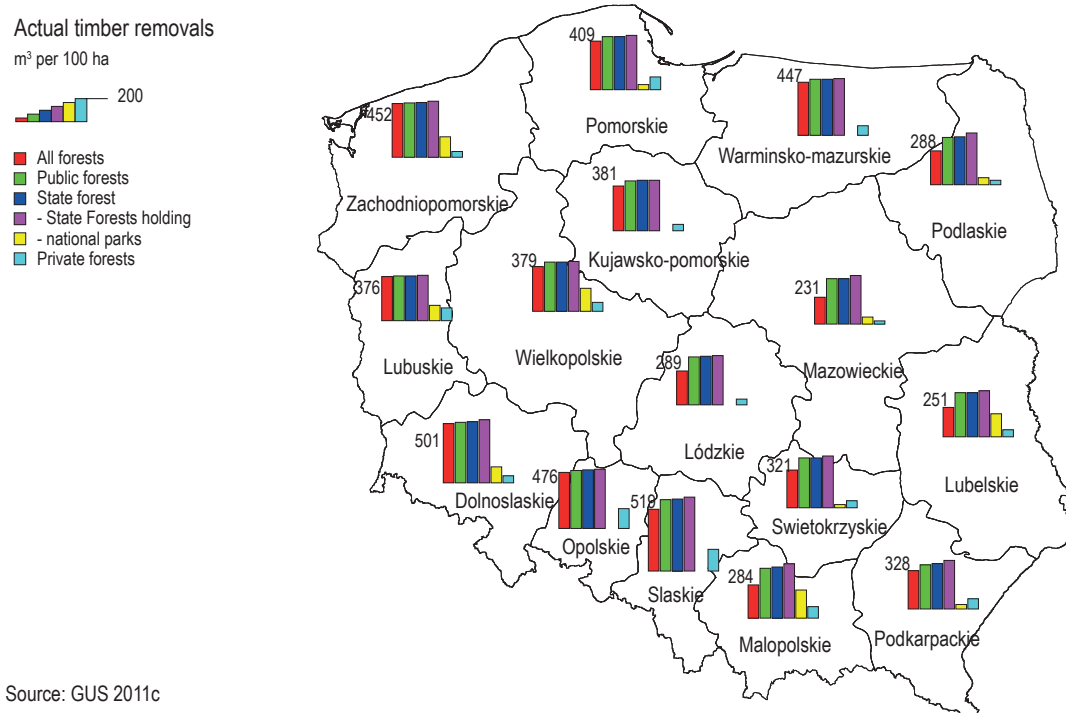 Actual timber removals
m³ per 100 ha
200
All forests
Public forests
State forest
- State Forests holding
- national parks
Private forests
409
Pomorskie
447
Warminsko-mazurskie
452
Zachodniopomorskie
288
Podlaskie
381
Kujawsko-pomorskie
379
Wielkopolskie
376
Lubuskie
231
Mazowieckie
289
Lódzkie
251
Lubelskie
501
Dolnoslaskie
476
Opolskie
519
Slaskie
321
Swietokrzyskie
284
Malopolskie
328
Podkarpackie
Source: GUS 2011c